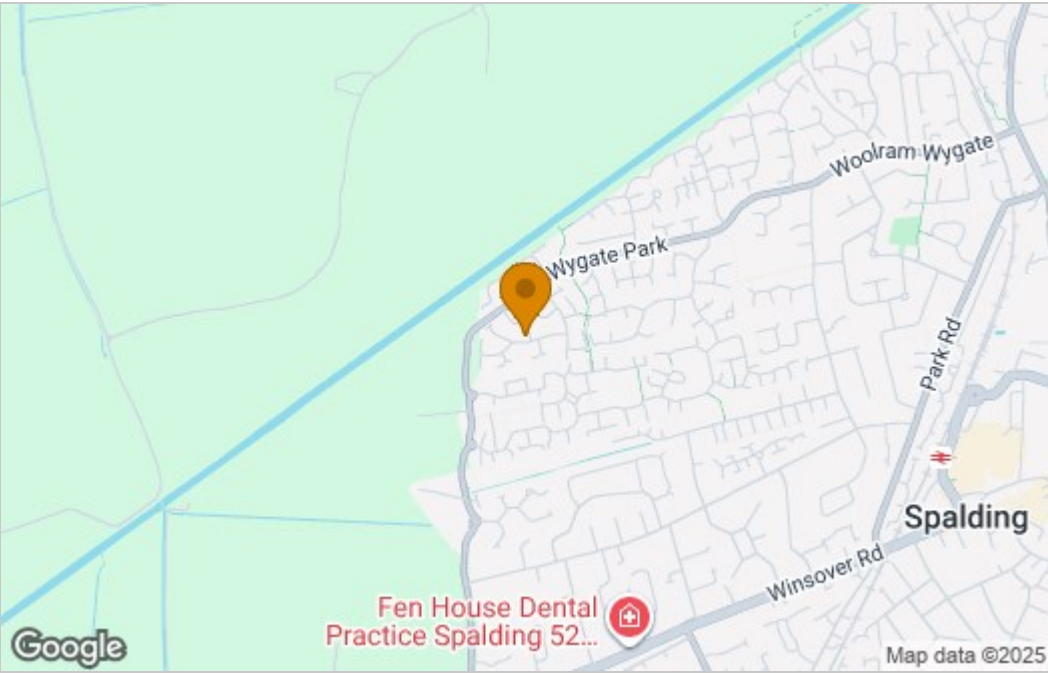 Woolram Wygate
Wygate Park
Park Rd
Spalding
Winsover Rd
Fen House Dental
Practice Spalding 52...
Google
Map data ©2025